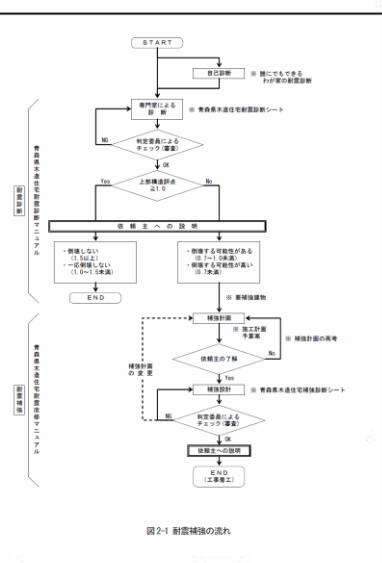 START
自己診断
※ 誰にでもできる
わが家の耐震診断
専門家による
診 断
※ 青森県木造住宅耐震診断シート
NG
判定委員による
チェック(審査)
OK
Yes
上部構造評点
≧1.0
No
依 頼 主 へ の 説 明
・倒壊しない
(1.5以上)
・一応倒壊しない
(1.0~1.5未満)
・倒壊する可能性がある
(0.7~1.0未満)
・倒壊する可能性が高い
(0.7未満)
END
※ 要補強建物
補強計画
※ 施工計画
予算案
※ 補強計画の再考
補強計画
の 変 更
依頼主の了解
No
Yes
補強設計
※ 青森県木造住宅補強診断シート
NG
判定委員による
チェック(審査)
OK
依頼主への説明
END
(工事着工)
耐震診断
青森県木造住宅耐震診断マニュアル
耐震補強
青森県木造住宅耐震改修マニュアル
図2-1 耐震補強の流れ